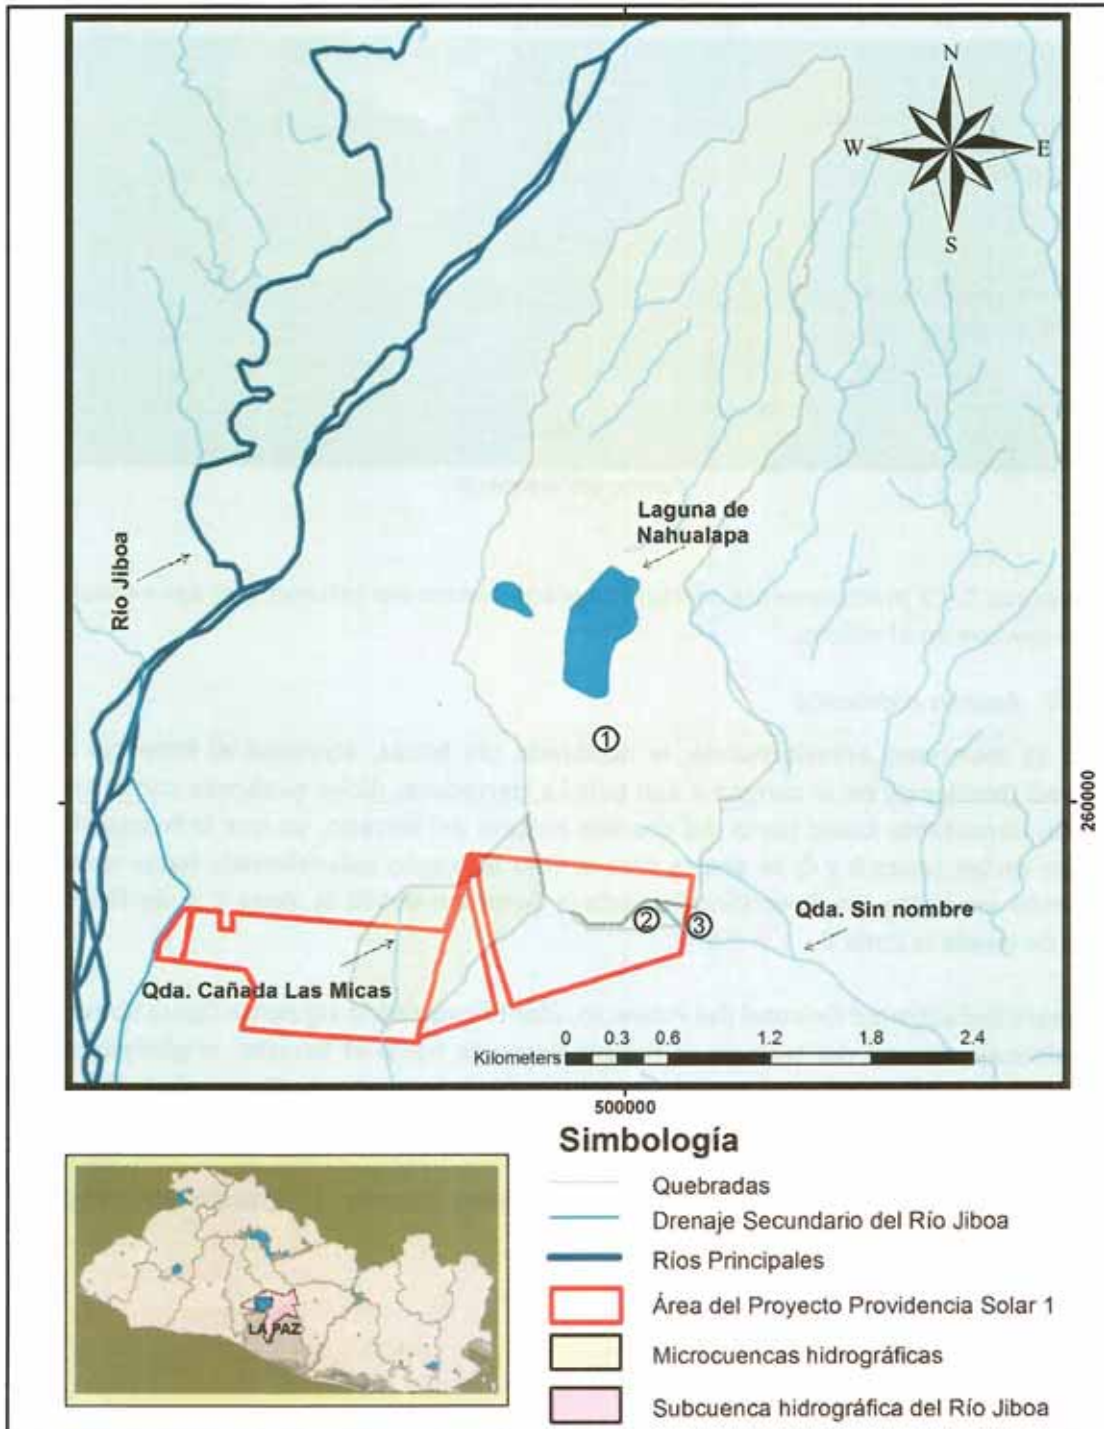 N
W
E
S
Laguna de
Nahualapa
Río Jiboa
①
260000
②
③
Qda. Sin nombre
Qda. Cañada Las Micas
0 0.3 0.6 1.2 1.8 2.4
Kilometers
500000
Simbología
Quebradas
Drenaje Secundario del Río Jiboa
Ríos Principales
Área del Proyecto Providencia Solar 1
Microcuencas hidrográficas
Subcuenca hidrográfica del Río Jiboa
LA PAZ